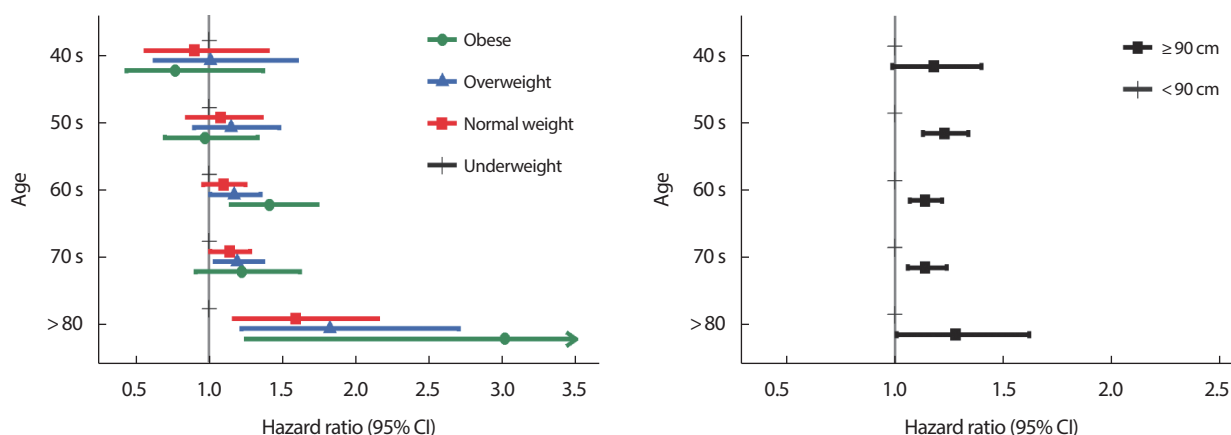 40 s
50 s
60 s
70 s
> 80
Age
0.5 1.0 1.5 2.0 2.5 3.0 3.5
Hazard ratio (95% CI)
Obese
Overweight
Normal weight
Underweight
40 s
50 s
60 s
70 s
> 80
Age
0.5 1.0 1.5 2.0 2.5
Hazard ratio (95% CI)
≥ 90 cm
< 90 cm